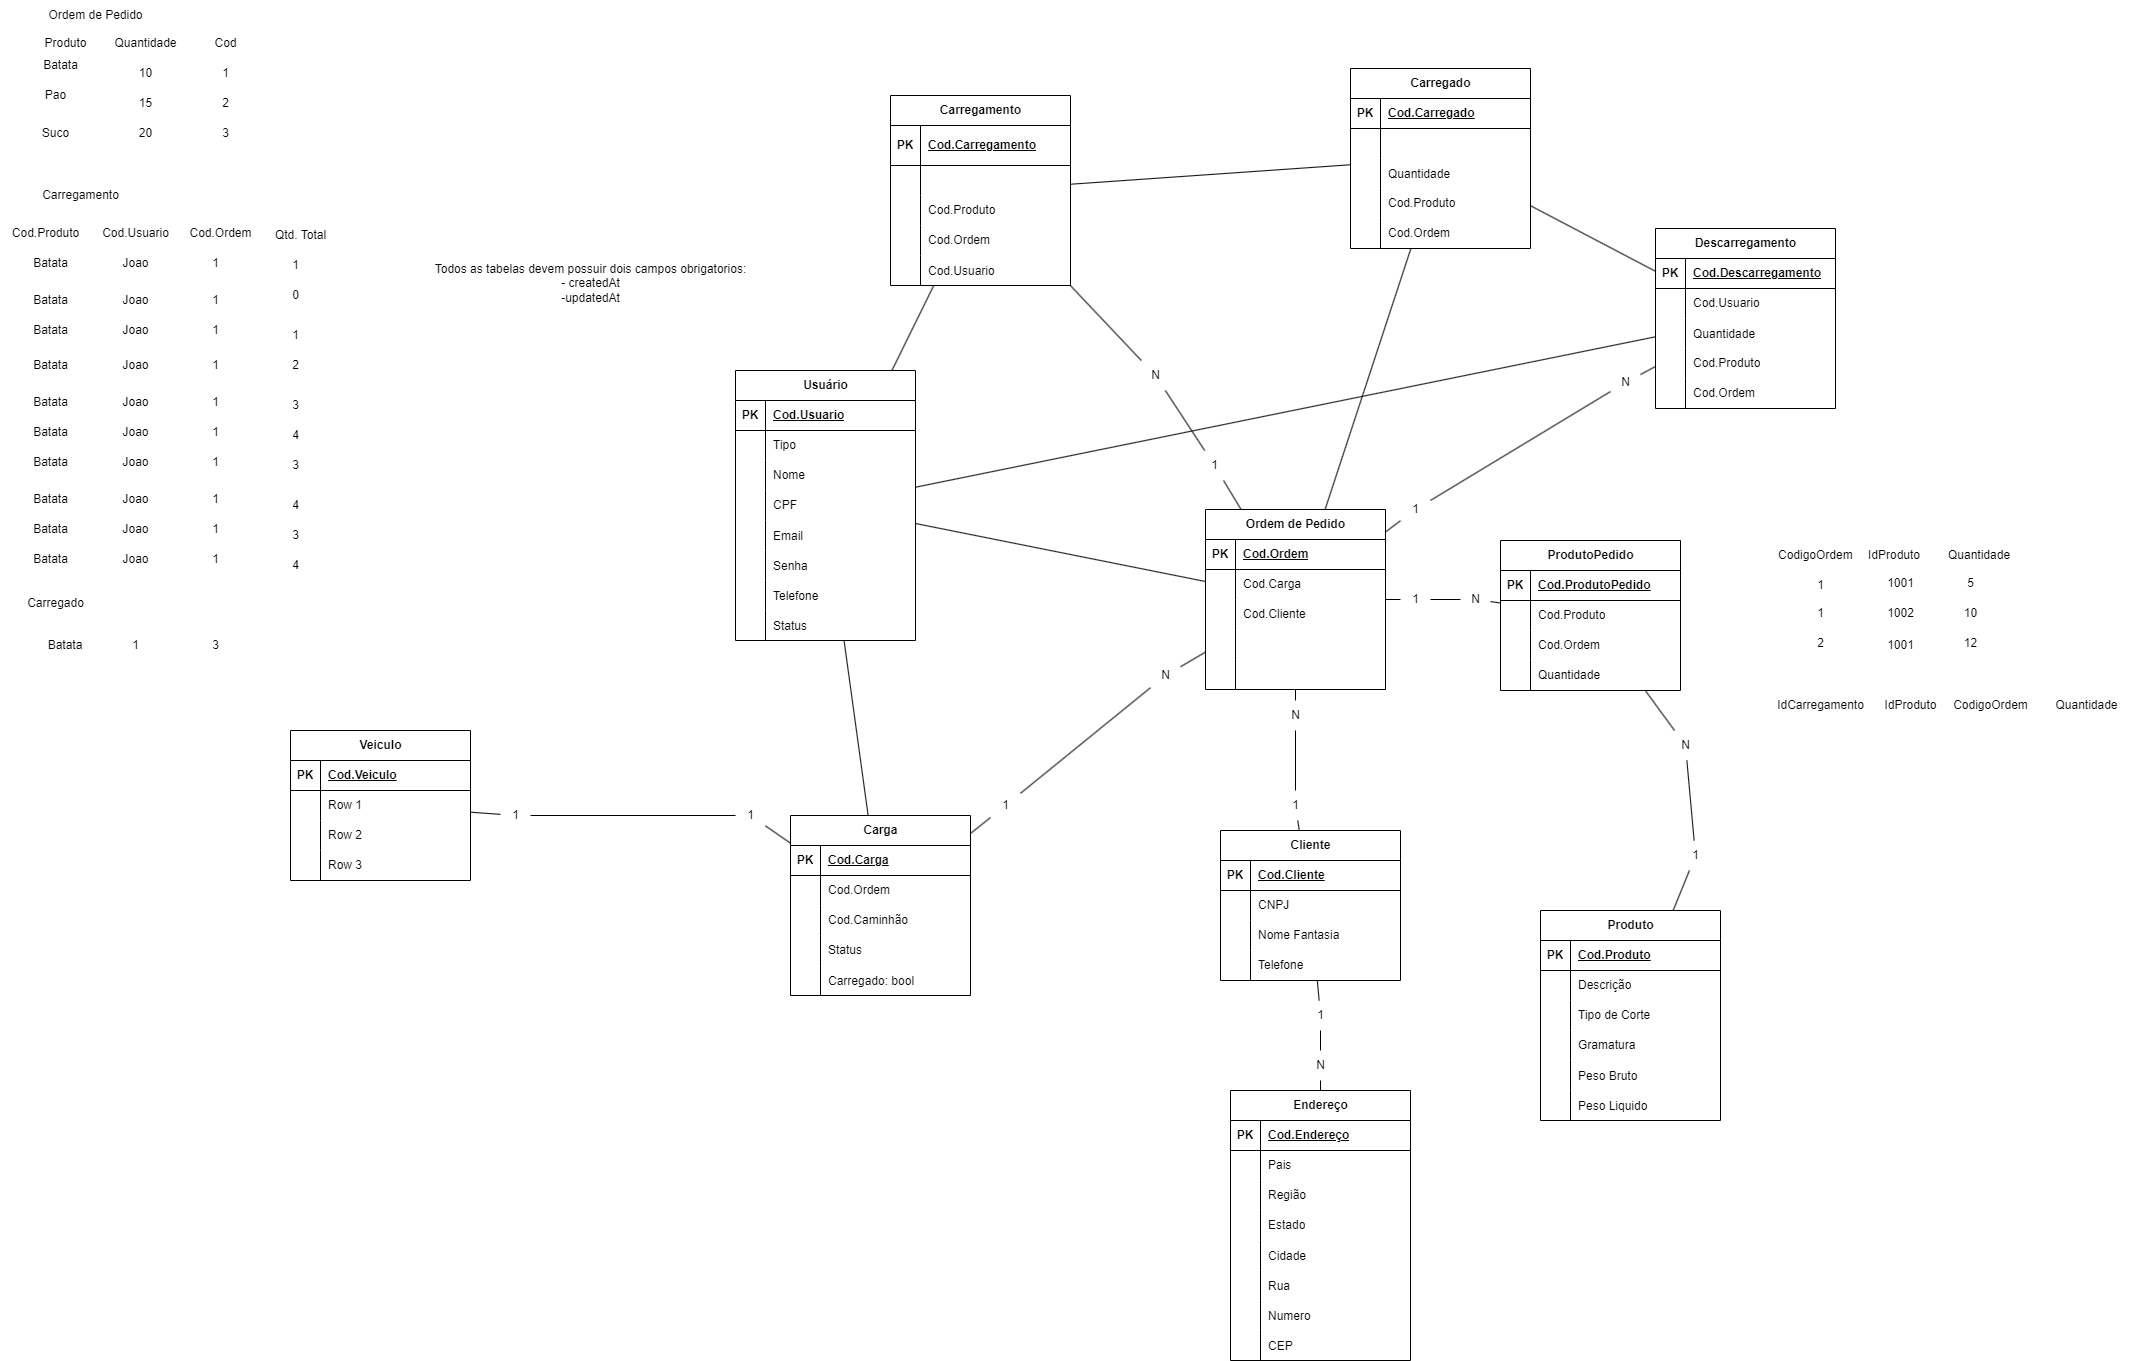 Ordem de Pedido
Produto Quantidade Cod
Batata 10 1
Pao 15 2
Suco 20 3
Carregamento
Cod.Produto Cod.Usuario Cod.Ordem Qtd. Total
Batata Joao 1 1
Batata Joao 1 0
Batata Joao 1 1
Batata Joao 1 2
Batata Joao 1 3
Batata Joao 1 4
Batata Joao 1 3
Batata Joao 1 4
Batata Joao 1 3
Batata Joao 1 4
Carregado
Batata 1 3
Todos as tabelas devem possuir dois campos obrigatorios:
- createdAt
-updatedAt
Carregamento
PK Cod.Carregamento
Cod.Produto
Cod.Ordem
Cod.Usuario
Carregado
PK Cod.Carregado
Quantidade
Cod.Produto
Cod.Ordem
Descarregamento
PK Cod.Descarregamento
Cod.Usuario
Quantidade
Cod.Produto
Cod.Ordem
N
1
N
1
Usuário
PK Cod.Usuario
Tipo
Nome
CPF
Email
Senha
Telefone
Status
Ordem de Pedido
PK Cod.Ordem
Cod.Carga
Cod.Cliente
1 N
ProdutoPedido
PK Cod.ProdutoPedido
Cod.Produto
Cod.Ordem
Quantidade
CodigoOrdem IdProduto Quantidade
1 1001 5
1 1002 10
2 1001 12
IdCarregamento IdProduto CodigoOrdem Quantidade
N
1
N
1
N
1
Veiculo
PK Cod.Veiculo
Row 1
Row 2
Row 3
1 1
Carga
PK Cod.Carga
Cod.Ordem
Cod.Caminhão
Status
Carregado: bool
Cliente
PK Cod.Cliente
CNPJ
Nome Fantasia
Telefone
1
N
Produto
PK Cod.Produto
Descrição
Tipo de Corte
Gramatura
Peso Bruto
Peso Liquido
Endereço
PK Cod.Endereço
Pais
Região
Estado
Cidade
Rua
Numero
CEP